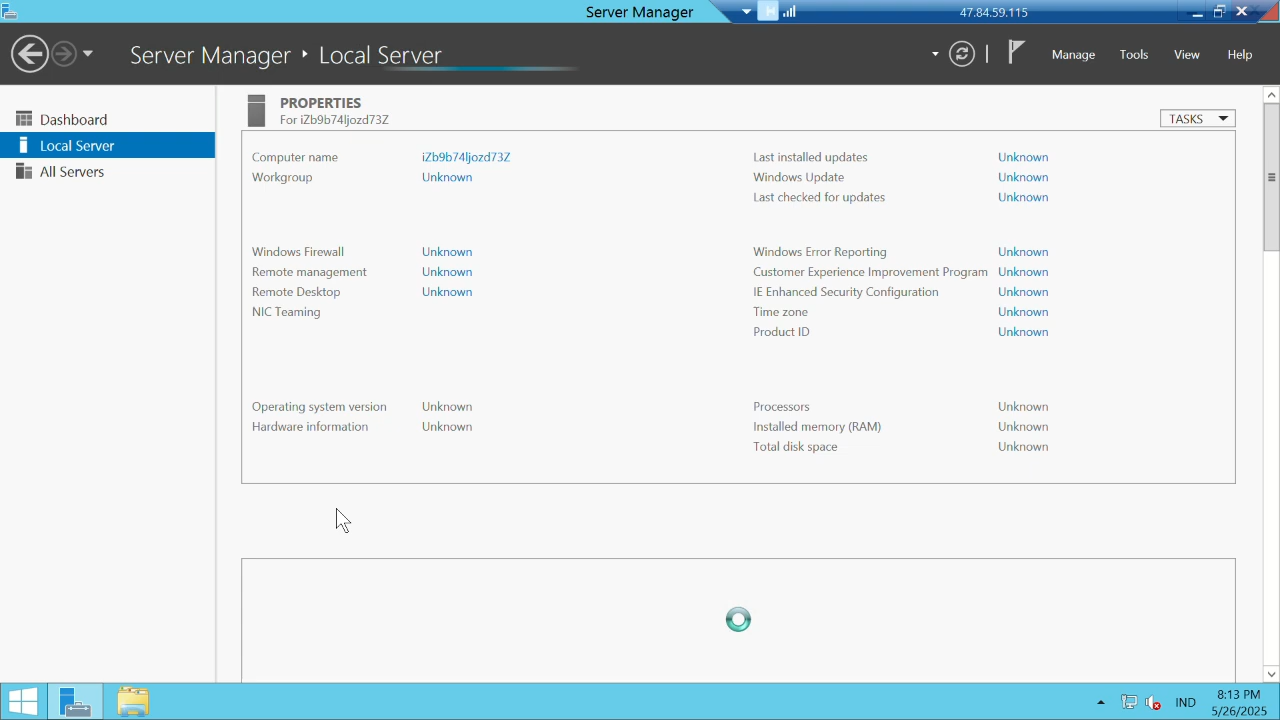 Server Manager
47.84.59.115
Server Manager ‣ Local Server
Manage Tools View Help
Dashboard
Local Server
All Servers
PROPERTIES
For iZb9b74ljozd73Z
TASKS
Computer name iZb9b74ljozd73Z
Workgroup Unknown
Last installed updates Unknown
Windows Update Unknown
Last checked for updates Unknown
Windows Firewall Unknown
Remote management Unknown
Remote Desktop Unknown
NIC Teaming
Windows Error Reporting Unknown
Customer Experience Improvement Program Unknown
IE Enhanced Security Configuration Unknown
Time zone Unknown
Product ID Unknown
Operating system version Unknown
Hardware information Unknown
Processors Unknown
Installed memory (RAM) Unknown
Total disk space Unknown
IND
8:13 PM
5/26/2025